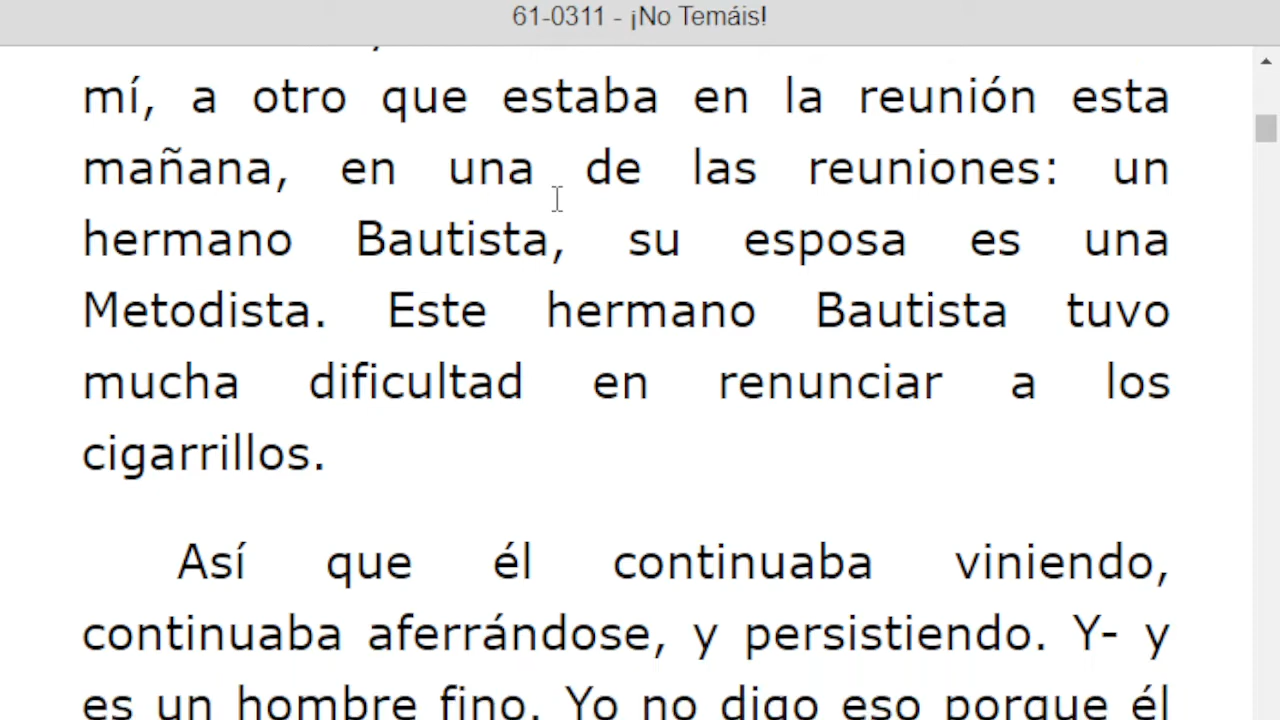 61-0311 - ¡No Temáis!
mí, a otro que estaba en la reunión esta
mañana, en una de las reuniones: un
hermano Bautista, su esposa es una
Metodista. Este hermano Bautista tuvo
mucha dificultad en renunciar a los
cigarrillos.
Así que él continuaba viniendo,
continuaba aferrándose, y persistiendo. Y- y
es un hombre fino. Yo no digo eso porque él